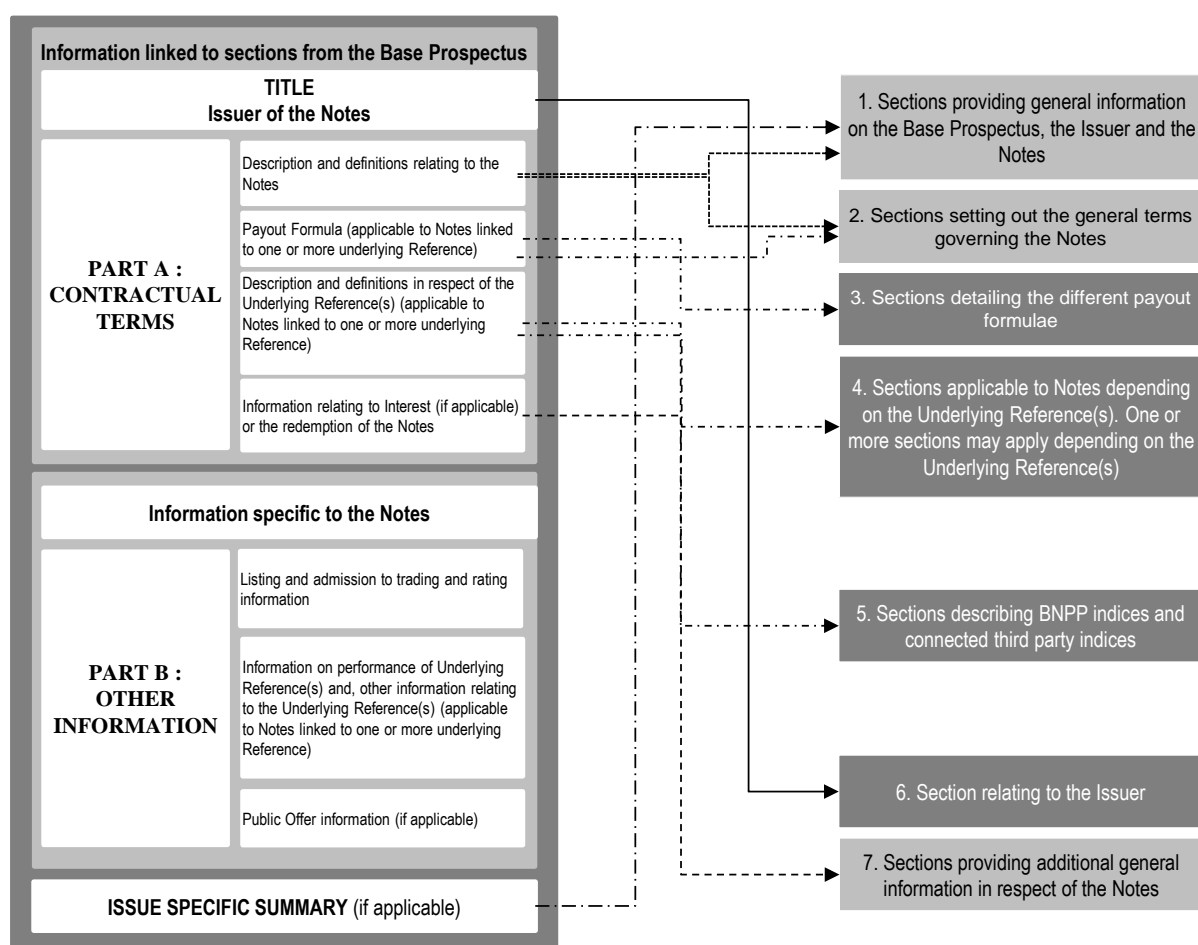 Information linked to sections from the Base Prospectus
TITLE
Issuer of the Notes
PART A :
CONTRACTUAL
TERMS
Description and definitions relating to the
Notes
Payout Formula (applicable to Notes linked
to one or more underlying Reference)
Description and definitions in respect of the
Underlying Reference(s) (applicable to
Notes linked to one or more underlying
Reference)
Information relating to Interest (if applicable)
or the redemption of the Notes
Information specific to the Notes
PART B :
OTHER
INFORMATION
Listing and admission to trading and rating
information
Information on performance of Underlying
Reference(s) and, other information relating
to the Underlying Reference(s) (applicable
to Notes linked to one or more underlying
Reference)
Public Offer information (if applicable)
ISSUE SPECIFIC SUMMARY (if applicable)
1. Sections providing general information
on the Base Prospectus, the Issuer and the
Notes
2. Sections setting out the general terms
governing the Notes
3. Sections detailing the different payout
formulae
4. Sections applicable to Notes depending
on the Underlying Reference(s). One or
more sections may apply depending on the
Underlying Reference(s)
5. Sections describing BNPP indices and
connected third party indices
6. Section relating to the Issuer
7. Sections providing additional general
information in respect of the Notes